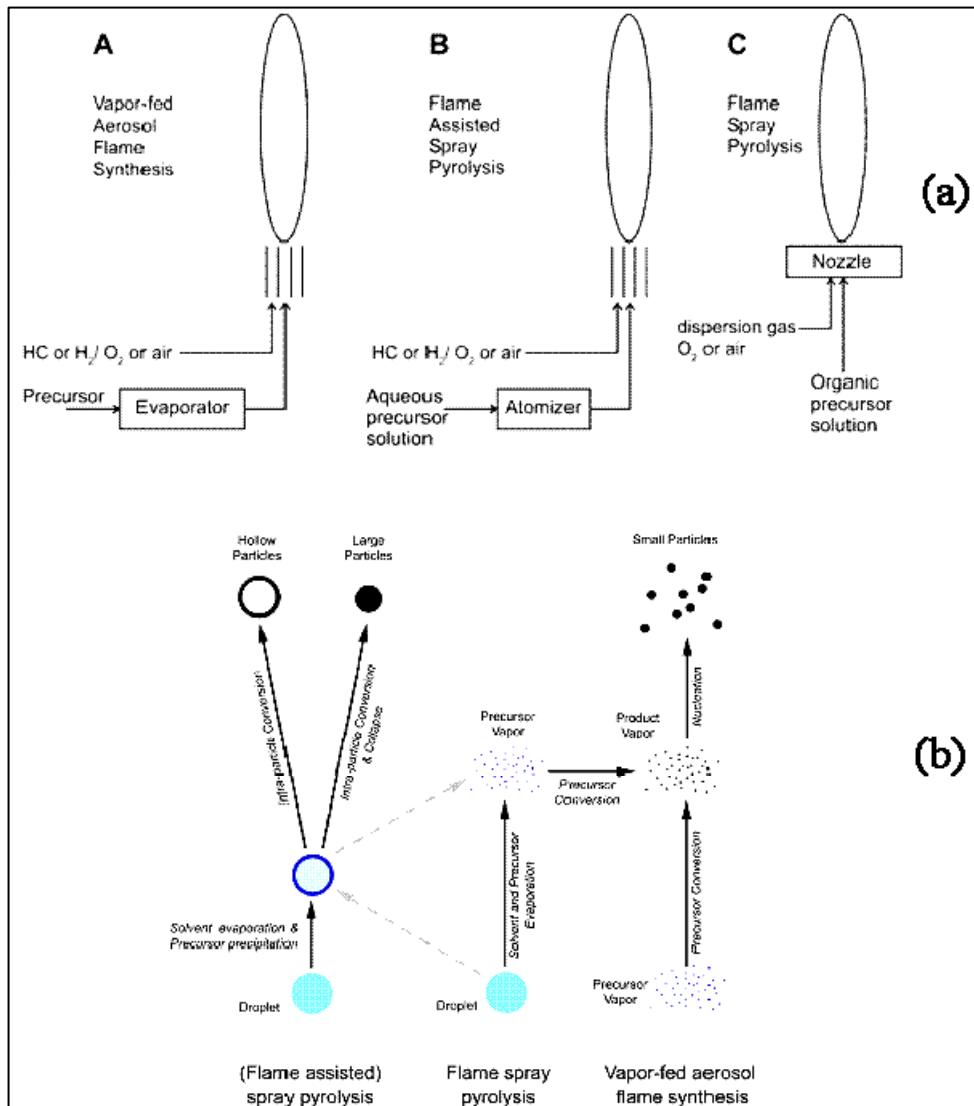 A
Vapor-fed
Aerosol
Flame
Synthesis
HC or H2/ O2 or air
Precursor
Evaporator
B
Flame
Assisted
Spray
Pyrolysis
HC or H2/ O2 or air
Aqueous
precursor
solution
Atomizer
C
Flame
Spray
Pyrolysis
Nozzle
dispersion gas
O2 or air
Organic
precursor
solution
(a)
Hollow
Particles
Large
Particles
Small Particles
Intra-particle Conversion
Intra-particle Conversion
& Collapse
Nucleation
Precursor
Vapor
Product Vapor
Precursor
Conversion
(b)
Solvent evaporation &
Precursor precipitation
Solvent and Precursor
Evaporation
Precursor Conversion
Droplet
Droplet
Precursor
Vapor
(Flame assisted)
spray pyrolysis
Flame spray
pyrolysis
Vapor-fed aerosol
flame synthesis